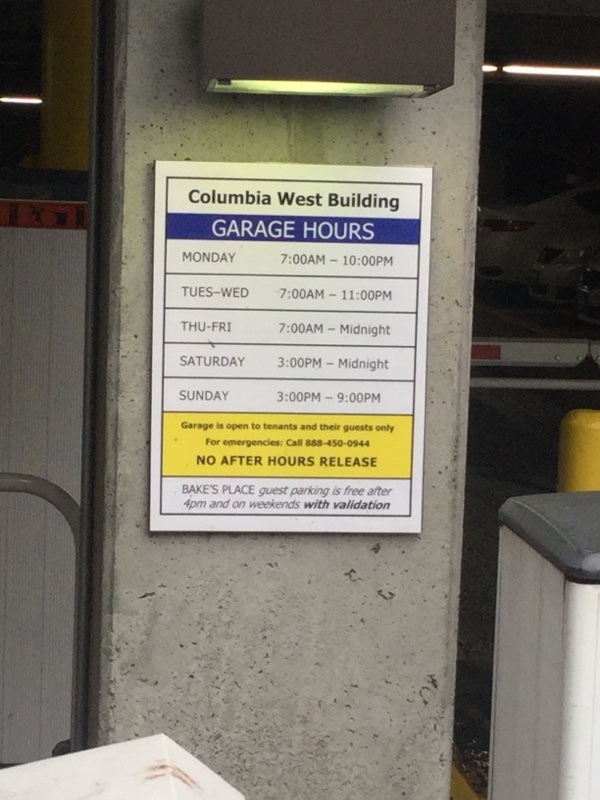 Columbia West Building
GARAGE HOURS
MONDAY 7:00AM – 10:00PM
TUES–WED 7:00AM – 11:00PM
THU-FRI 7:00AM – Midnight
SATURDAY 3:00PM – Midnight
SUNDAY 3:00PM – 9:00PM
Garage is open to tenants and their guests only
For emergencies: Call 888-450-0944
NO AFTER HOURS RELEASE
BAKE'S PLACE guest parking is free after
4pm and on weekends with validation